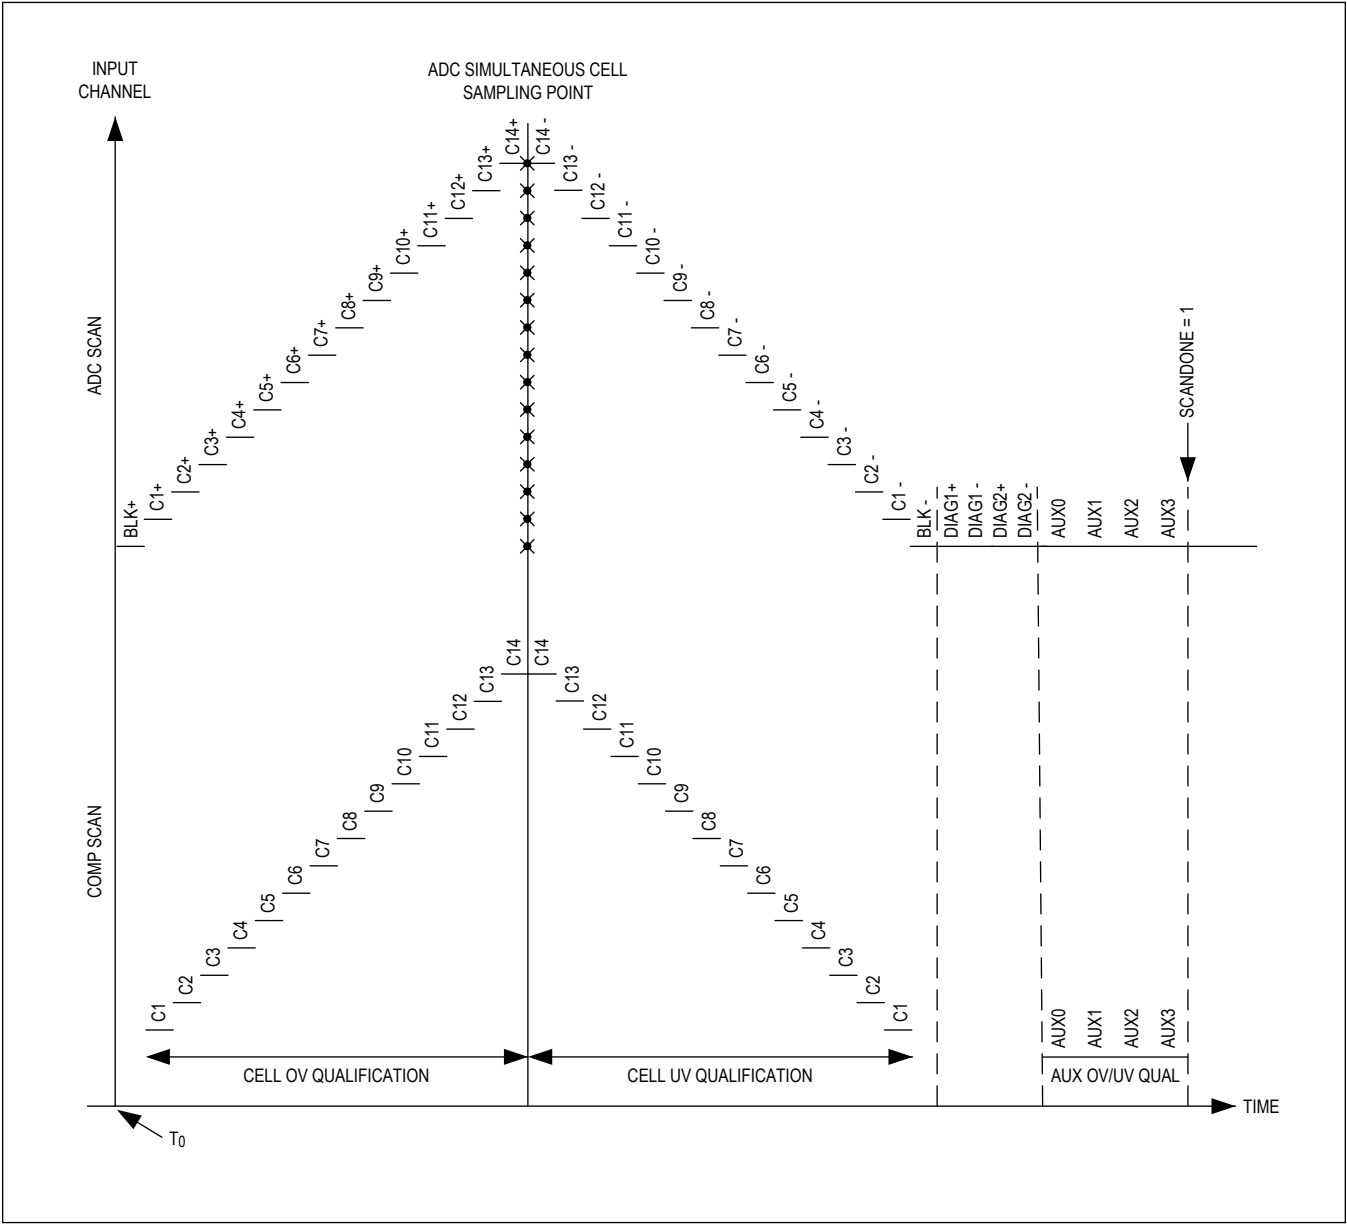 INPUT
CHANNEL
ADC SIMULTANEOUS CELL
SAMPLING POINT
ADC SCAN
BLK+
C1+
C2+
C3+
C4+
C5+
C6+
C7+
C8+
C9+
C10+
C11+
C12+
C13+
C14+
C14 -
C13 -
C12 -
C11 -
C10 -
C9 -
C8 -
C7 -
C6 -
C5 -
C4 -
C3 -
C2 -
C1 -
BLK -
DIAG1+
DIAG1 -
DIAG2+
DIAG2 -
AUX0
AUX1
AUX2
AUX3
SCANDONE = 1
COMP SCAN
C1
C2
C3
C4
C5
C6
C7
C8
C9
C10
C11
C12
C13
C14
C14
C13
C12
C11
C10
C9
C8
C7
C6
C5
C4
C3
C2
C1
AUX0
AUX1
AUX2
AUX3
CELL OV QUALIFICATION
CELL UV QUALIFICATION
AUX OV/UV QUAL
TIME
T0